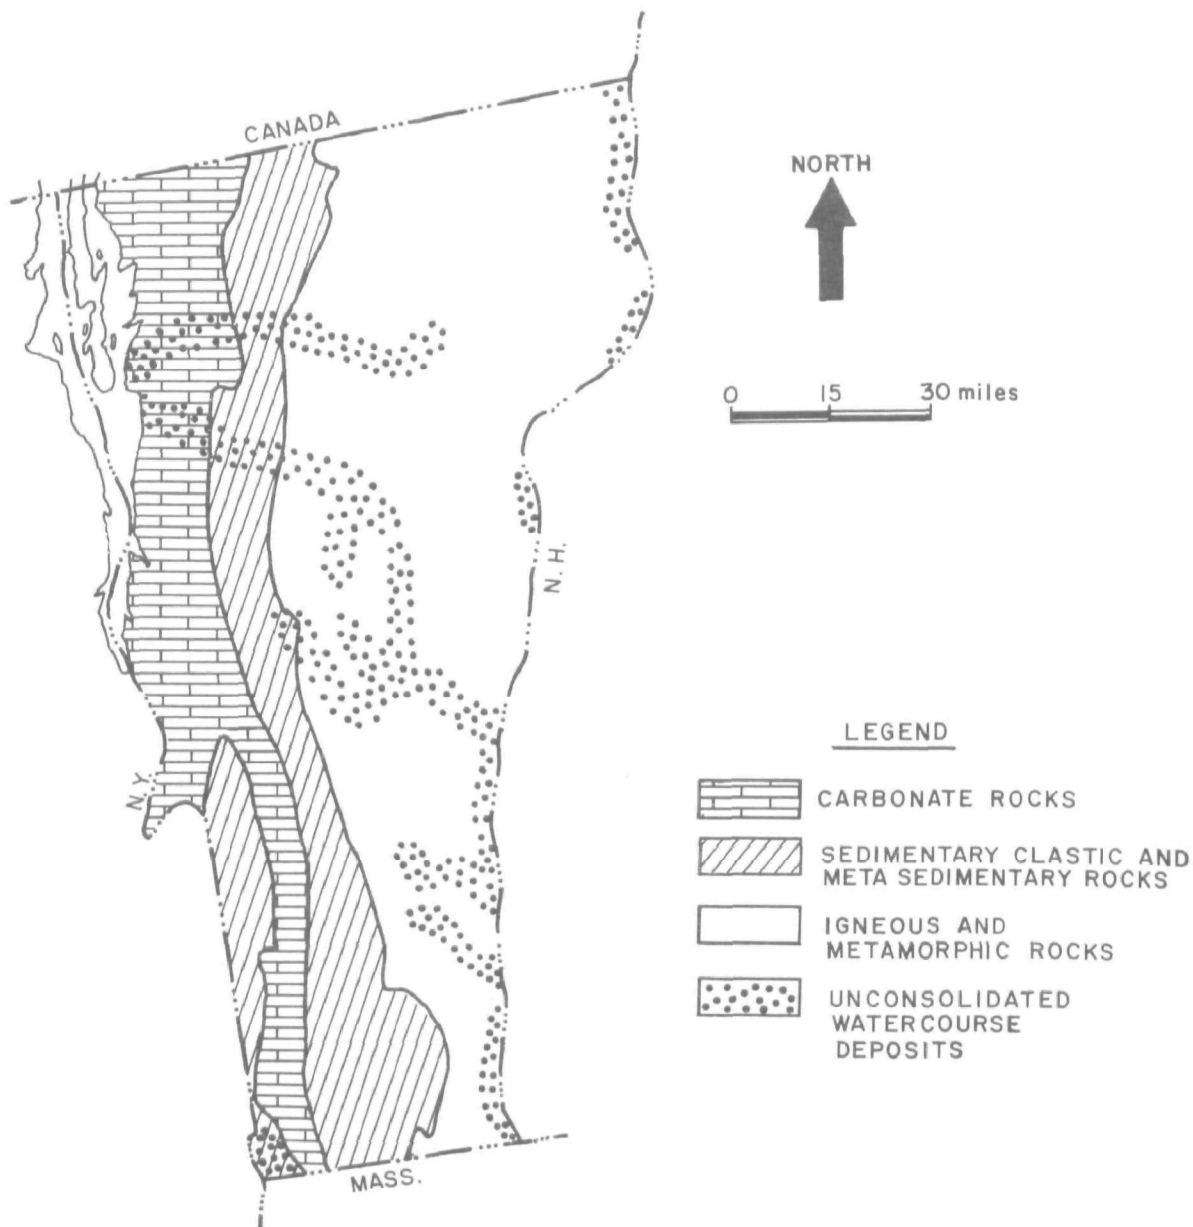 CANADA
NORTH
0 15 30 miles
N. H.
N.Y.
LEGEND
CARBONATE ROCKS
SEDIMENTARY CLASTIC AND
META SEDIMENTARY ROCKS
IGNEOUS AND
METAMORPHIC ROCKS
UNCONSOLIDATED
WATERCOURSE
DEPOSITS
MASS.